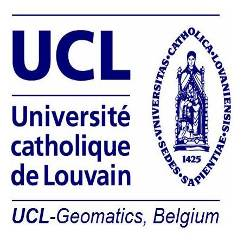 UCL
Université
catholique
de Louvain
UNIVERSITAS CATHOLICA LOVANIENSIS
SEDES SAPIENTIAE
1425
UCL-Geomatics, Belgium